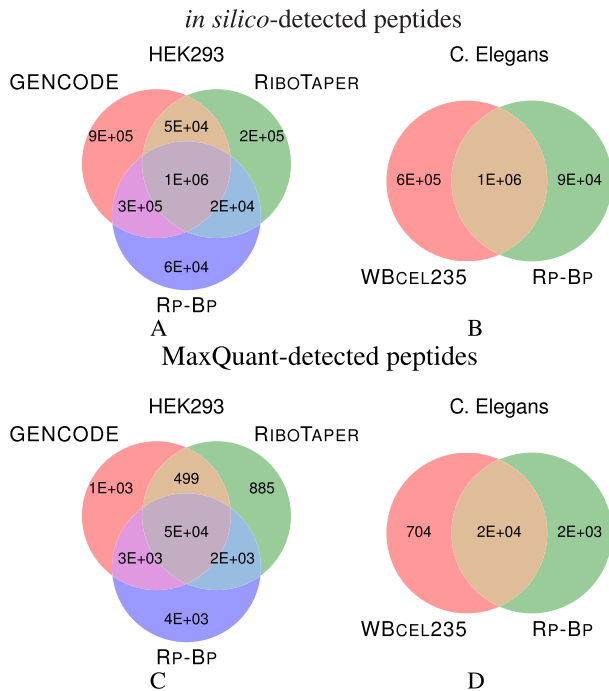 in silico-detected peptides
HEK293
C. Elegans
GENCODE
RIBOTAPER
9E+05
5E+04
2E+05
1E+06
3E+05
2E+04
6E+04
RP-BP
6E+05
1E+06
9E+04
WBCEL235
RP-BP
A
B
MaxQuant-detected peptides
HEK293
C. Elegans
GENCODE
RIBOTAPER
1E+03
499
885
5E+04
3E+03
2E+03
4E+03
RP-BP
704
2E+04
2E+03
WBCEL235
RP-BP
C
D